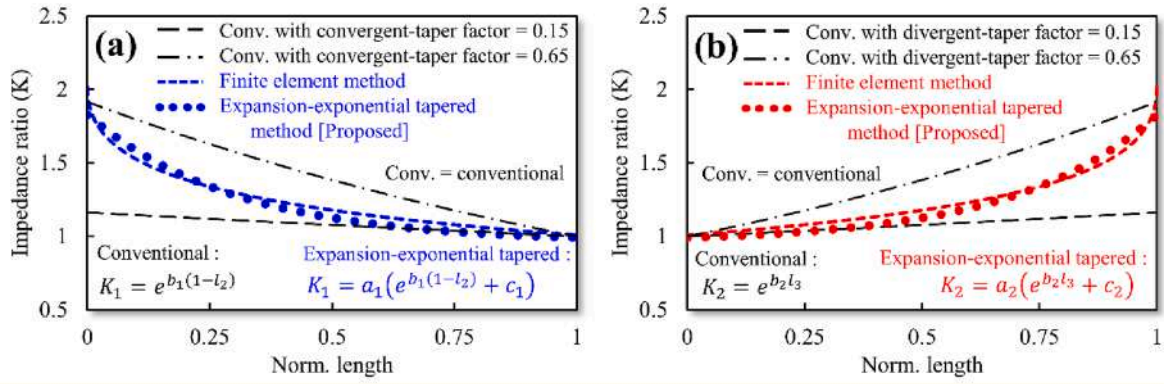 2.5
2
1.5
1
0.5
Impedance ratio (K)
(a)
Conv. with convergent-taper factor = 0.15
Conv. with convergent-taper factor = 0.65
Finite element method
Expansion-exponential tapered
method [Proposed]
Conv. = conventional
Conventional :
K₁ = e^{b₁(1−l₂)}
Expansion-exponential tapered :
K₁ = a₁(e^{b₁(1−l₂)} + c₁)
0 0.25 0.5 0.75 1
Norm. length
2.5
2
1.5
1
0.5
Impedance ratio (K)
(b)
Conv. with divergent-taper factor = 0.15
Conv. with divergent-taper factor = 0.65
Finite element method
Expansion-exponential tapered
method [Proposed]
Conv. = conventional
Conventional :
K₂ = e^{b₂l₃}
Expansion-exponential tapered :
K₂ = a₂(e^{b₂l₃} + c₂)
0 0.25 0.5 0.75 1
Norm. length